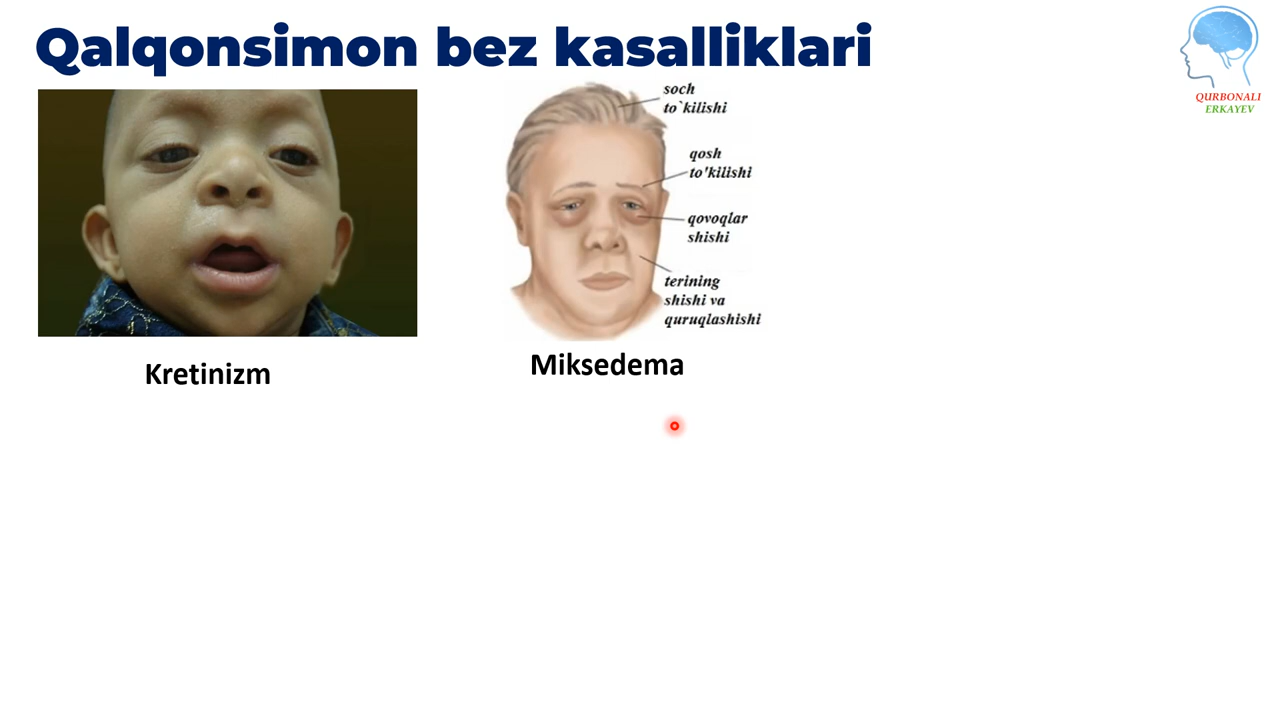 Qalqonsimon bez kasalliklari
QURBONALI
ERKAYEV
soch
to`kilishi
qosh
to'kilishi
qovoqlar
shishi
terining
shishi va
quruqlashishi
Kretinizm
Miksedema